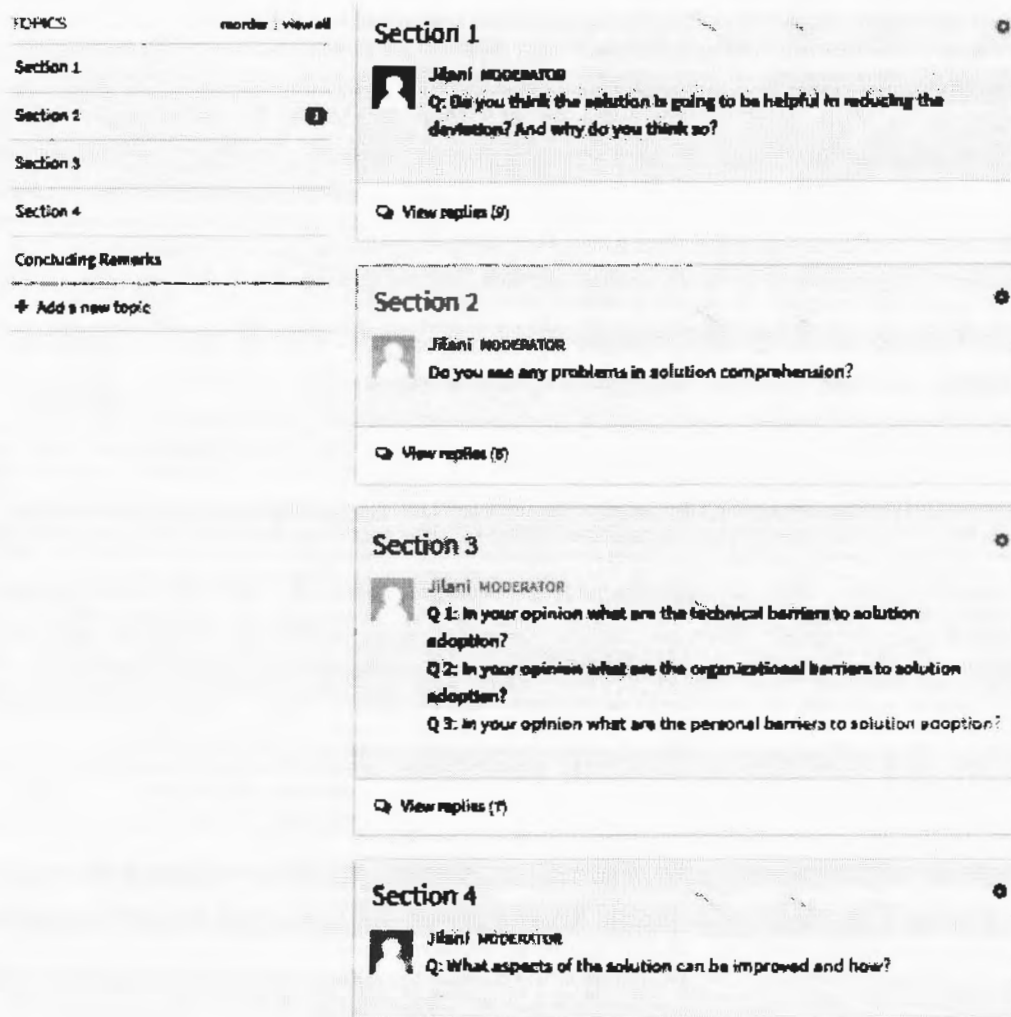 TOPICS
reorder | view all
Section 1
Section 2
Section 3
Section 4
Concluding Remarks
+ Add a new topic
Section 1
Jilani MODERATOR
Q: Do you think the solution is going to be helpful in reducing the
deviation? And why do you think so?
View replies (9)
Section 2
Jilani MODERATOR
Do you see any problems in solution comprehension?
View replies
Section 3
Jilani MODERATOR
Q 1: In your opinion what are the technical barriers to solution
adoption?
Q 2: In your opinion what are the organizational barriers to solution
adoption?
Q 3: In your opinion what are the personal barriers to solution adoption?
View replies (7)
Section 4
Jilani MODERATOR
Q: What aspects of the solution can be improved and how?